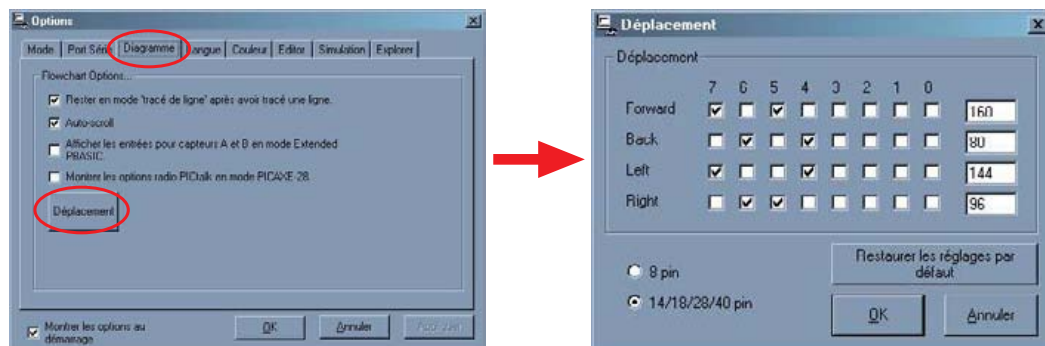 Options
Mode Port Série Diagramme Langue Couleur Editor Simulation Explorer
Flowchart Options...
Rester en mode 'tracé de ligne' après avoir tracé une ligne.
Auto-scroll
Afficher les entrées pour capteurs A et B en mode Extended
PBASIC.
Montrer les options radio PICtalk en mode PICAXE-28.
Déplacement
Montrer les options au
démarrage
OK Annuler Appliquer
Déplacement
Déplacement
7 6 5 4 3 2 1 0
Forward 160
Back 80
Left 144
Right 96
8 pin
14/18/28/40 pin
Restaurer les réglages par
défaut
OK Annuler